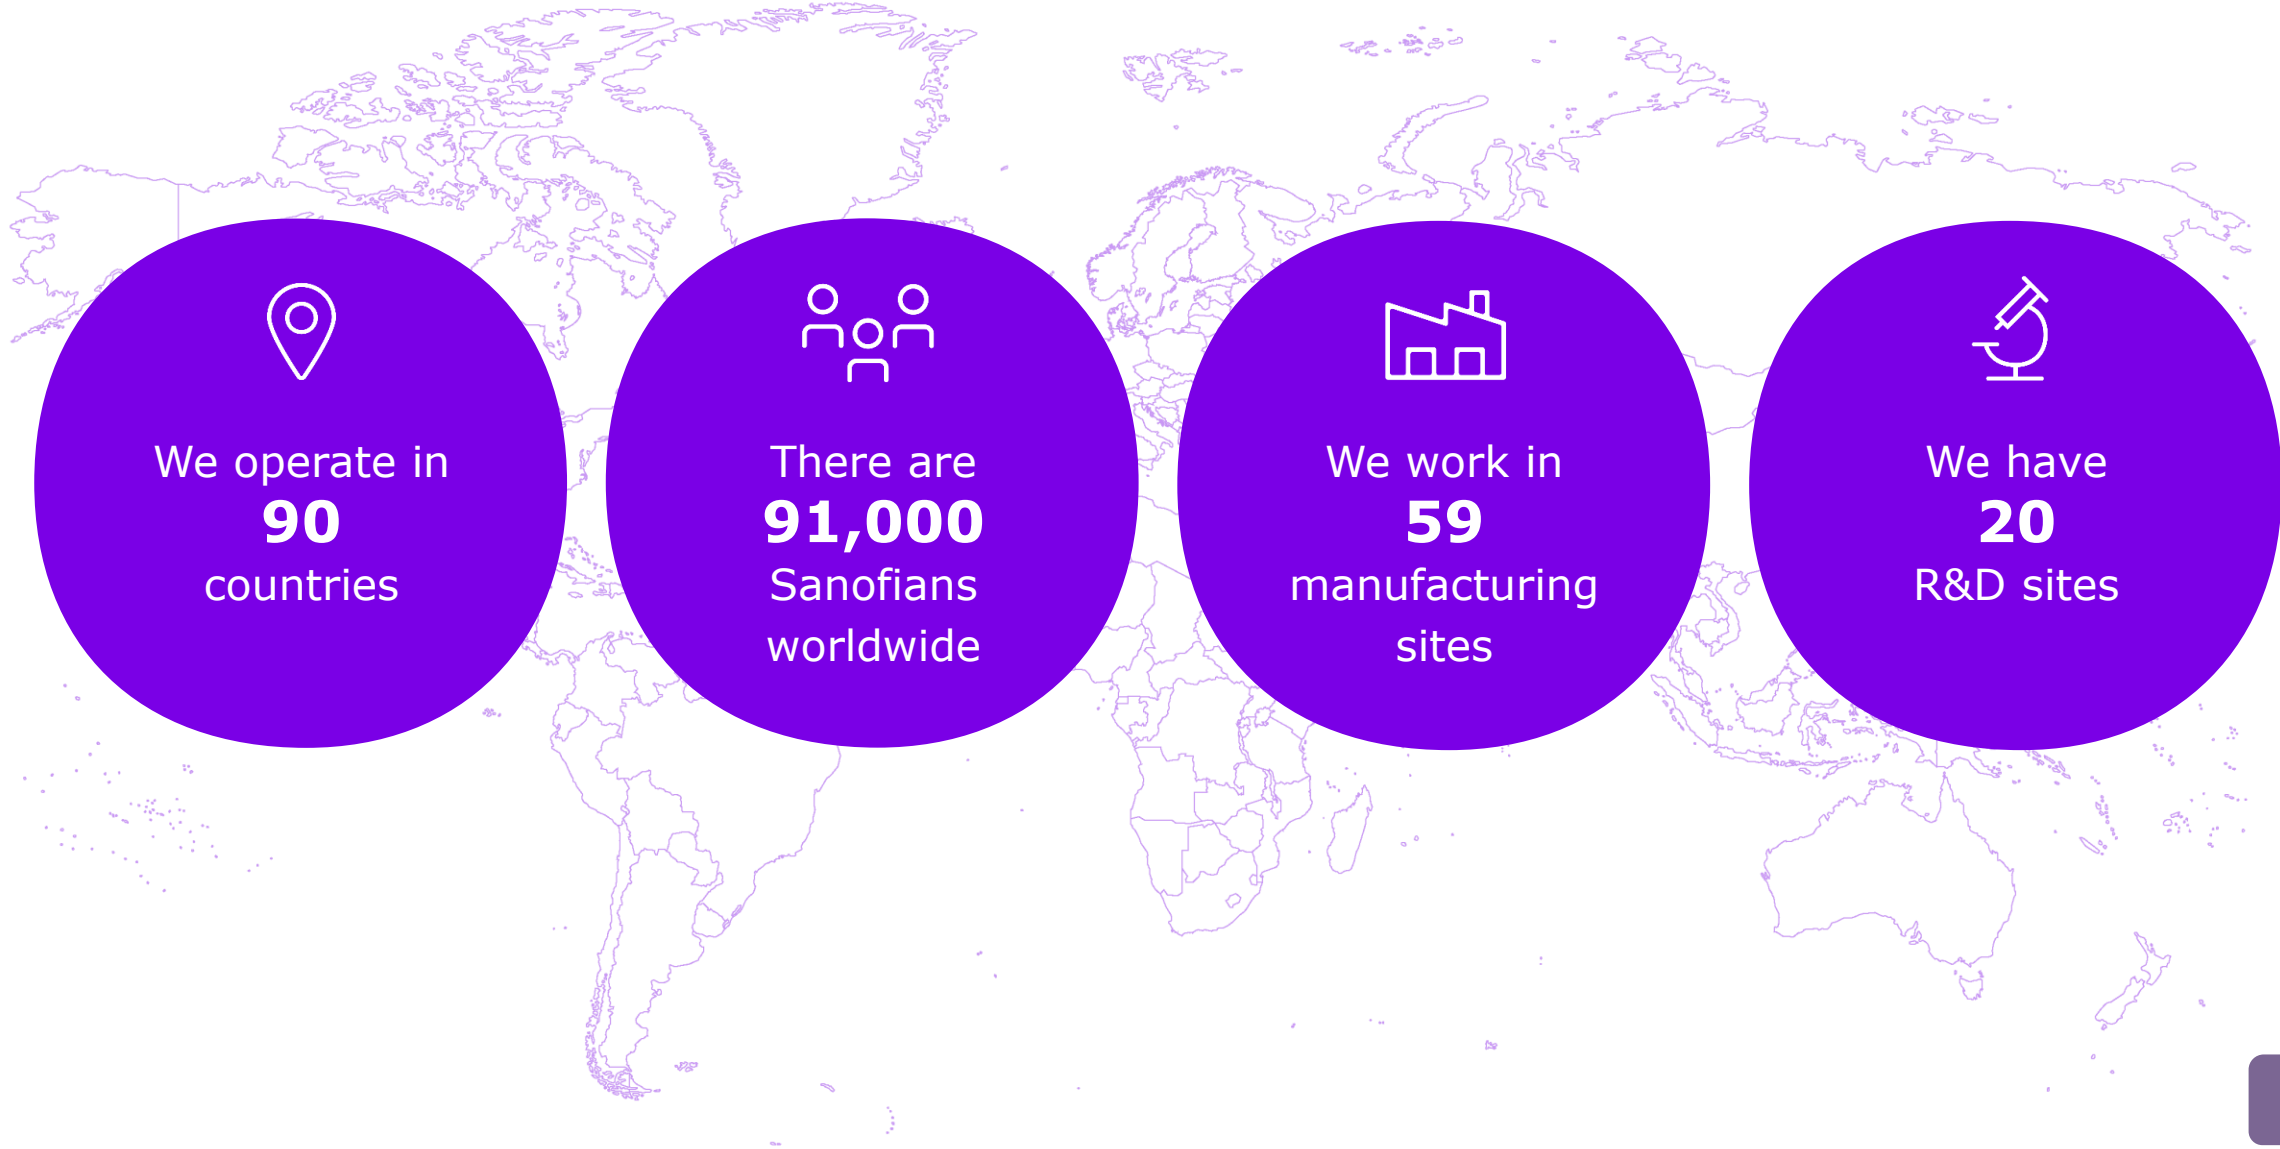 We operate in
90
countries
There are
91,000
Sanofians
worldwide
We work in
59
manufacturing
sites
We have
20
R&D sites